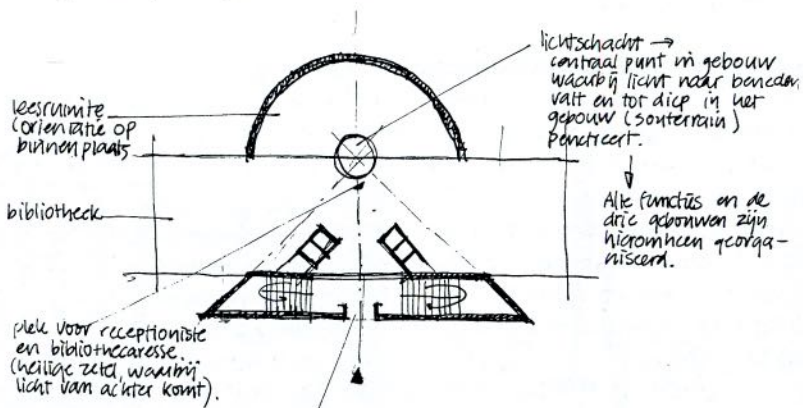 leesruimte
(orientatie op
binnenplaats
bibliotheek
plek voor receptioniste
en bibliothecaresse.
(heilige zetel, waarbij
licht van achter komt).
lichtschacht →
centraal punt in gebouw
waarbij licht naar beneden
valt en tot diep in het
gebouw (souterrain)
penetreert.
Alle functies en de
drie gebouwen zijn
hieromheen georga-
niseerd.